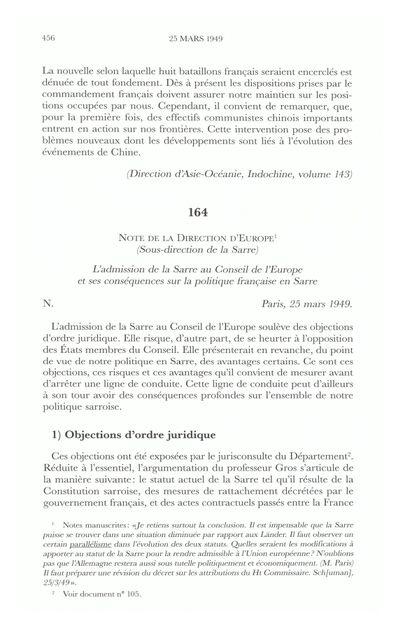 456
25 MARS 1949
La nouvelle selon laquelle huit bataillons français seraient encerclés est
dénuée de tout fondement. Dès à présent les dispositions prises par le
commandement français doivent assurer notre maintien sur les posi-
tions occupées par nous. Cependant, il convient de remarquer, que,
pour la première fois, des effectifs communistes chinois importants
entrent en action sur nos frontières. Cette intervention pose des pro-
blèmes nouveaux dont les développements sont liés à l'évolution des
événements de Chine.
(Direction d'Asie-Océanie, Indochine, volume 143)
164
NOTE DE LA DIRECTION D'EUROPE¹
(Sous-direction de la Sarre)
L'admission de la Sarre au Conseil de l'Europe
et ses conséquences sur la politique française en Sarre
N.
Paris, 25 mars 1949.
L'admission de la Sarre au Conseil de l'Europe soulève des objections
d'ordre juridique. Elle risque, d'autre part, de se heurter à l'opposition
des États membres du Conseil. Elle présenterait en revanche, du point
de vue de notre politique en Sarre, des avantages certains. Ce sont ces
objections, ces risques et ces avantages qu'il convient de mesurer avant
d'arrêter une ligne de conduite. Cette ligne de conduite peut d'ailleurs
à son tour avoir des conséquences profondes sur l'ensemble de notre
politique sarroise.
1) Objections d'ordre juridique
Ces objections ont été exposées par le jurisconsulte du Département².
Réduite à l'essentiel, l'argumentation du professeur Gros s'articule de
la manière suivante : le statut actuel de la Sarre tel qu'il résulte de la
Constitution sarroise, des mesures de rattachement décrétées par le
gouvernement français, et des actes contractuels passés entre la France
¹ Notes manuscrites : «Je retiens surtout la conclusion. Il est impensable que la Sarre
puisse se trouver dans une situation diminuée par rapport aux Länder. Il faut observer un
certain parallélisme dans l'évolution des deux statuts. Quelles seraient les modifications à
apporter au statut de la Sarre pour la rendre admissible à l'Union européenne ? N'oublions
pas que l'Allemagne restera aussi sous tutelle politiquement et économiquement. (M. Paris)
Il faut préparer une révision du décret sur les attributions du Ht Commissaire. Sch[uman],
25/3/49».
² Voir document n° 105.